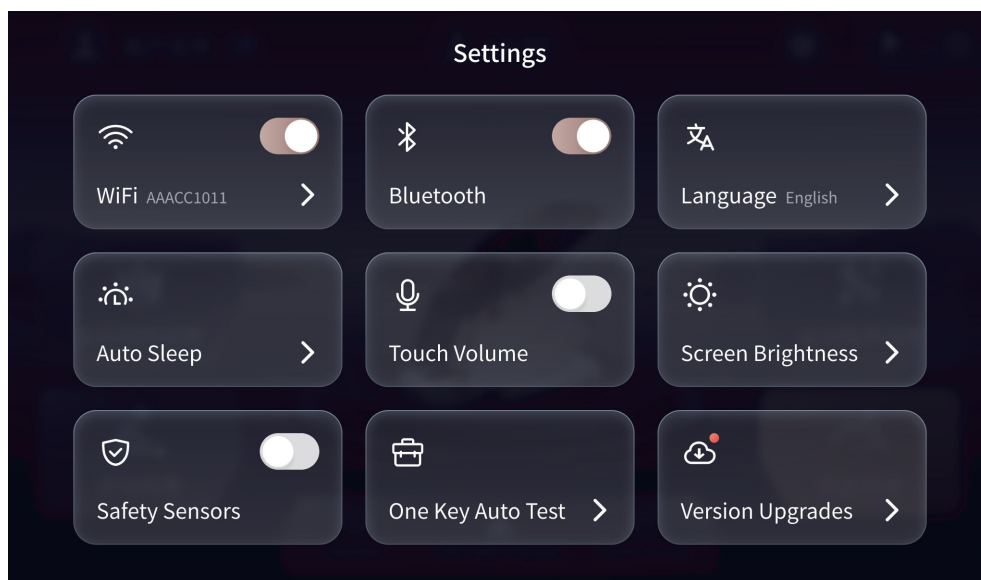 Settings
WiFi AAACC1011
Bluetooth
Language English
Auto Sleep
Touch Volume
Screen Brightness
Safety Sensors
One Key Auto Test
Version Upgrades